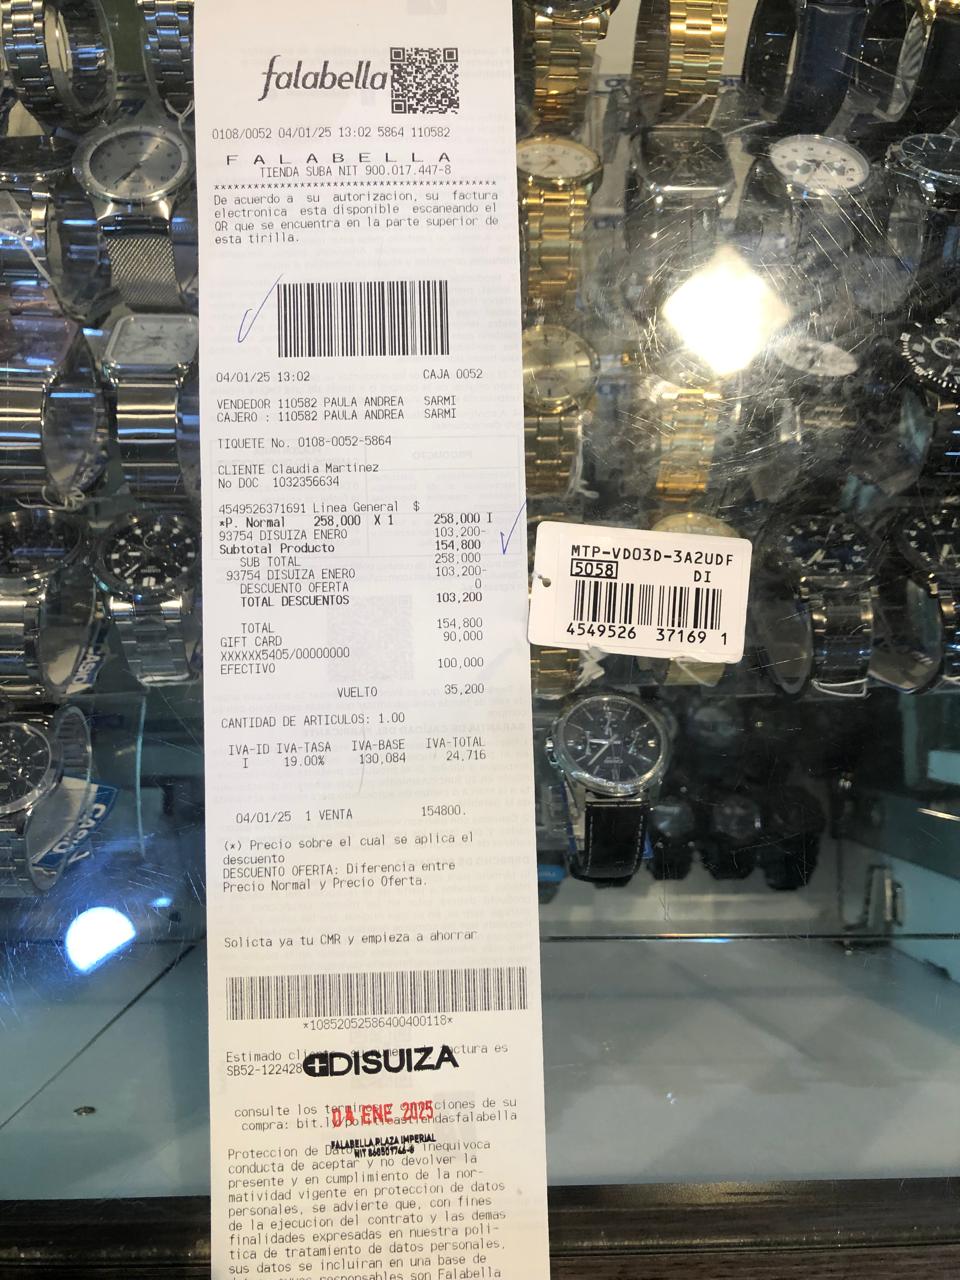 falabella
0108/0052 04/01/25 13:02 5864 110582
F A L A B E L L A
TIENDA SUBA NIT 900.017.447-8
De acuerdo a su autorizacion, su factura
electronica esta disponible escaneando el
QR que se encuentra en la parte superior de
esta tirilla.
04/01/25 13:02 CAJA 0052
VENDEDOR 110582 PAULA ANDREA SARMI
CAJERO : 110582 PAULA ANDREA SARMI
TIQUETE No. 0108-0052-5864
CLIENTE Claudia Martinez
No DOC 1032356634
4549526371691 Linea General $
*P. Normal 258,000 X 1 258,000 I
93754 DISUIZA ENERO 103,200-
Subtotal Producto 154,800
SUB TOTAL 258,000
93754 DISUIZA ENERO 103,200-
DESCUENTO OFERTA 0
TOTAL DESCUENTOS 103,200
TOTAL 154,800
GIFT CARD 90,000
XXXXXX5405/00000000
EFECTIVO 100,000
VUELTO 35,200
CANTIDAD DE ARTICULOS: 1.00
IVA-ID IVA-TASA IVA-BASE IVA-TOTAL
I 19.00% 130,084 24,716
04/01/25 1 VENTA 154800.
(*) Precio sobre el cual se aplica el
descuento
DESCUENTO OFERTA: Diferencia entre
Precio Normal y Precio Oferta.
Solicta ya tu CMR y empieza a ahorrar
*10852052586400400118*
Estimado factura es
SB52-122428
DISUIZA
consulte los ciones de su
04 ENE 2025
compra:
FALABELLA PLAZA IMPERIAL
Proteccion de inequivoca
conducta de aceptar y no devolver la
presente y en cumplimiento de la nor-
matividad vigente en proteccion de datos
personales, se advierte que, con fines
de la ejecucion del contrato y las demas
finalidades expresadas en nuestra poli-
tica de tratamiento de datos personales,
sus datos se incluiran en una base de
responsables son Falabella
MTP-VD03D-3A2UDF
5058 DI
4549526 37169 1
CASIO